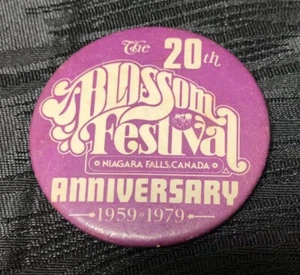 The 20th
Blossom
Festival
NIAGARA FALLS, CANADA
ANNIVERSARY
1959 • 1979